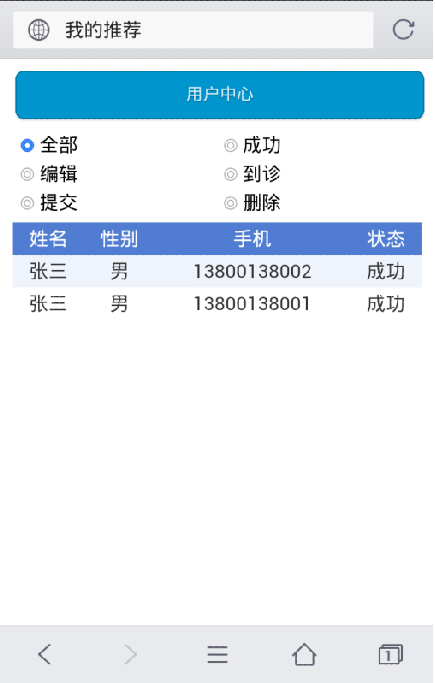 我的推荐
用户中心
全部 成功
编辑 到诊
提交 删除
姓名 性别 手机 状态
张三 男 13800138002 成功
张三 男 13800138001 成功
1